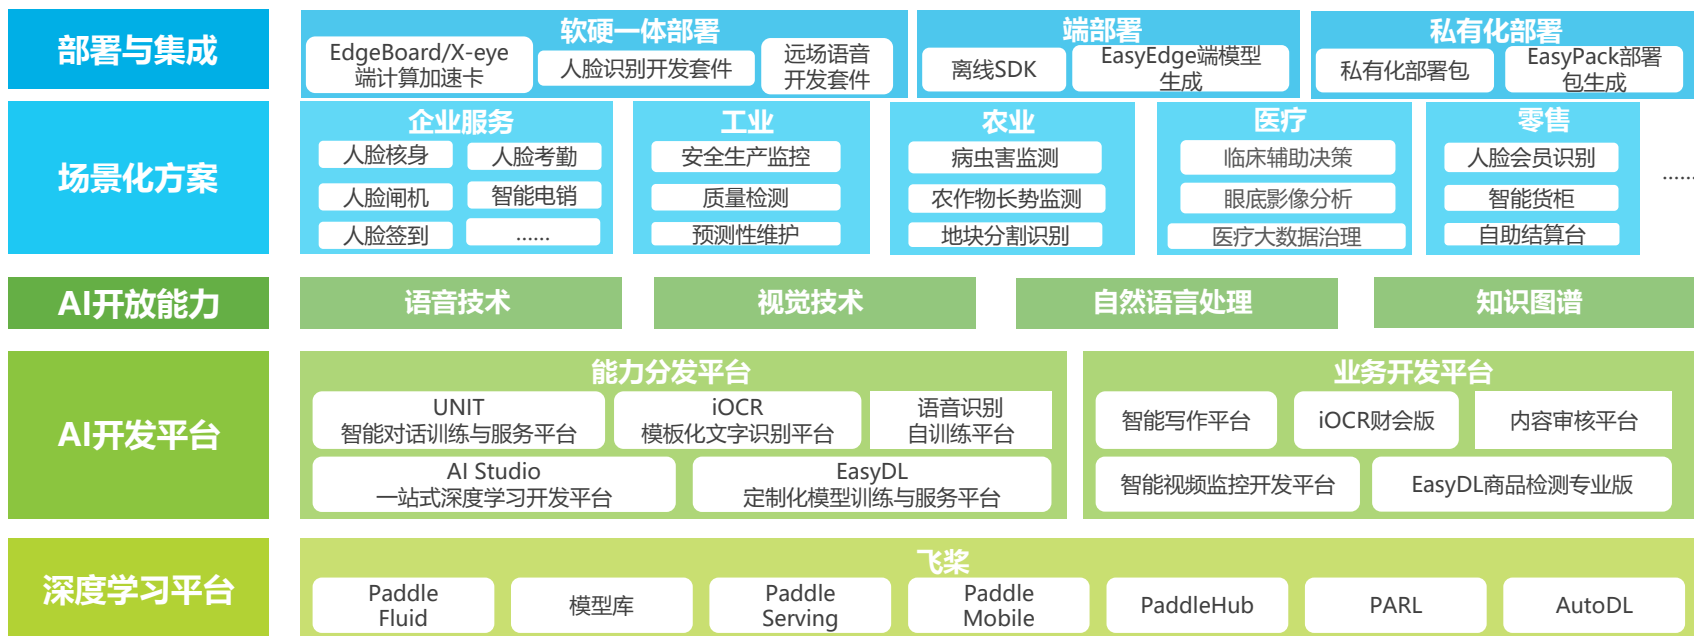 部署与集成
软硬一体部署
EdgeBoard/X-eye
端计算加速卡
人脸识别开发套件
远场语音
开发套件
端部署
离线SDK
EasyEdge端模型
生成
私有化部署
私有化部署包
EasyPack部署
包生成
场景化方案
企业服务
人脸核身
人脸考勤
人脸闸机
智能电销
人脸签到
......
工业
安全生产监控
质量检测
预测性维护
农业
病虫害监测
农作物长势监测
地块分割识别
医疗
临床辅助决策
眼底影像分析
医疗大数据治理
零售
人脸会员识别
智能货柜
自助结算台
......
AI开放能力
语音技术
视觉技术
自然语言处理
知识图谱
AI开发平台
能力分发平台
UNIT
智能对话训练与服务平台
iOCR
模板化文字识别平台
语音识别
自训练平台
AI Studio
一站式深度学习开发平台
EasyDL
定制化模型训练与服务平台
业务开发平台
智能写作平台
iOCR财会版
内容审核平台
智能视频监控开发平台
EasyDL商品检测专业版
深度学习平台
飞桨
Paddle
Fluid
模型库
Paddle
Serving
Paddle
Mobile
PaddleHub
PARL
AutoDL